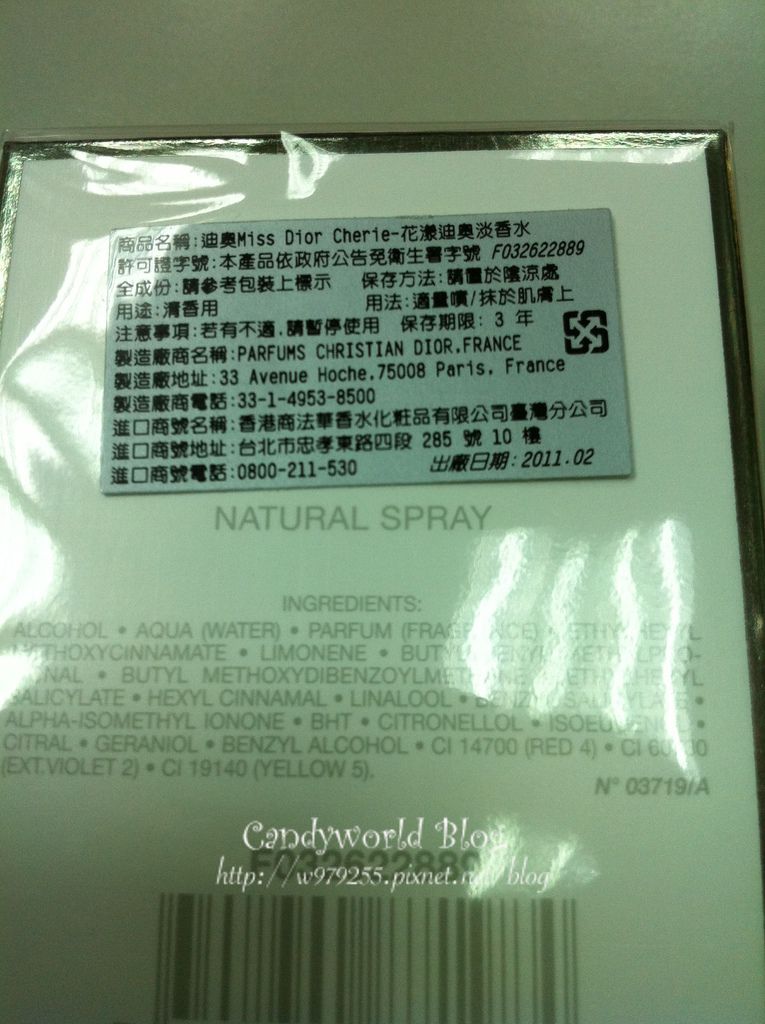 商品名稱:迪奧Miss Dior Cherie-花漾迪奧淡香水
許可證字號:本產品依政府公告免衛生署字號 F032622889
全成份:請參考包裝上標示 保存方法:請置於陰涼處
用途:清香用 用法:適量噴/抹於肌膚上
注意事項:若有不適,請暫停使用 保存期限: 3 年
製造廠商名稱:PARFUMS CHRISTIAN DIOR.FRANCE
製造廠地址:33 Avenue Hoche.75008 Paris. France
製造廠商電話:33-1-4953-8500
進口商號名稱:香港商法華香水化粧品有限公司臺灣分公司
進口商號地址:台北市忠孝東路四段 285 號 10 樓
進口商號電話:0800-211-530 出廠日期:2011.02
NATURAL SPRAY
INGREDIENTS:
ALCOHOL • AQUA (WATER) • PARFUM (FRAGRANCE) •
• LIMONENE •
• BUTYL
SALICYLATE • HEXYL CINNAMAL • LINALOOL •
ALPHA-ISOMETHYL IONONE • BHT • CITRONELLOL •
CITRAL • GERANIOL • BENZYL ALCOHOL • CI 14700 (RED 4) • CI
(EXT.VIOLET 2) • CI 19140 (YELLOW 5).
N° 03719/A
Candyworld Blog
F032622889
http://w979255.pixnet.net/blog